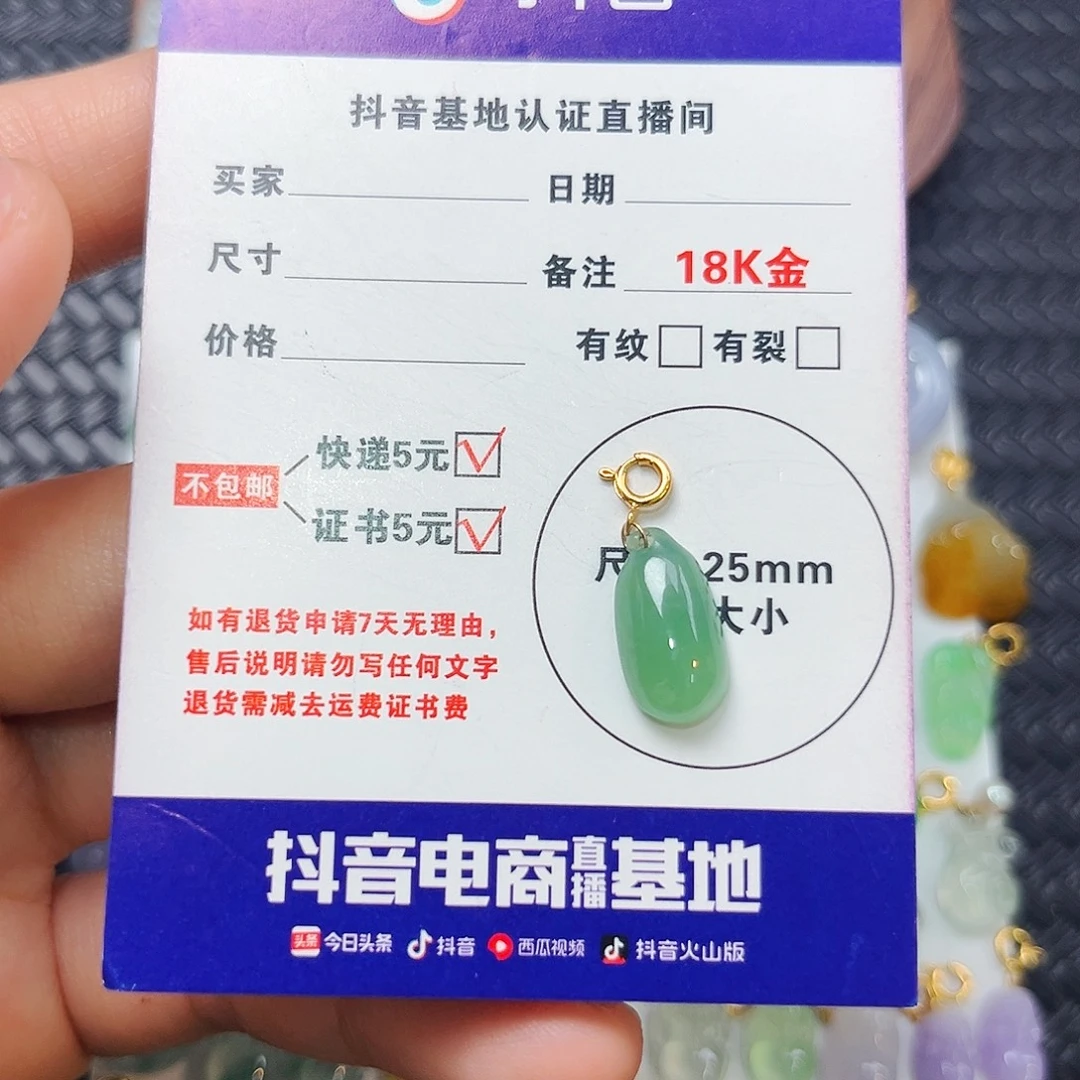 抖音基地认证直播间
买家 日期
尺寸 备注 18K金
价格 有纹 有裂
不包邮
快递5元
证书5元
25mm
大小
如有退货申请7天无理由，
售后说明请勿写任何文字
退货需减去运费证书费
抖音电商直播基地
头条 今日头条 抖音 西瓜视频 抖音火山版